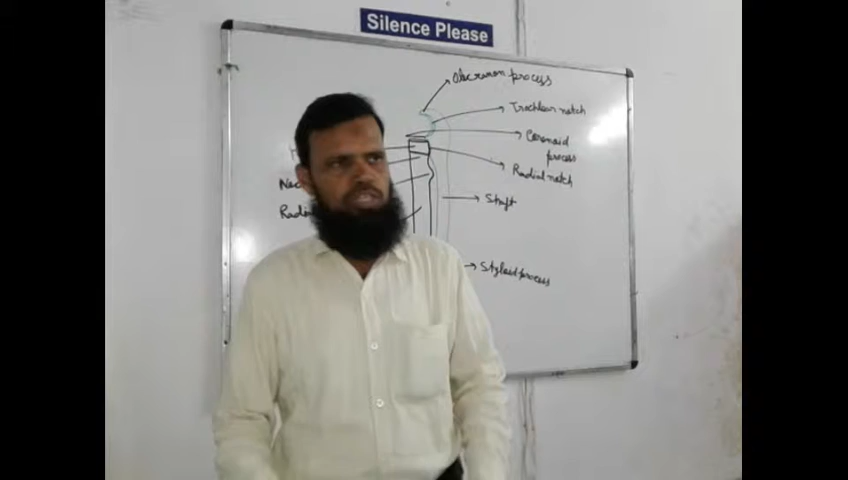 Silence Please
Olecranon process
Trochlear notch
Coronoid
process
Radial notch
Shaft
Styloid process